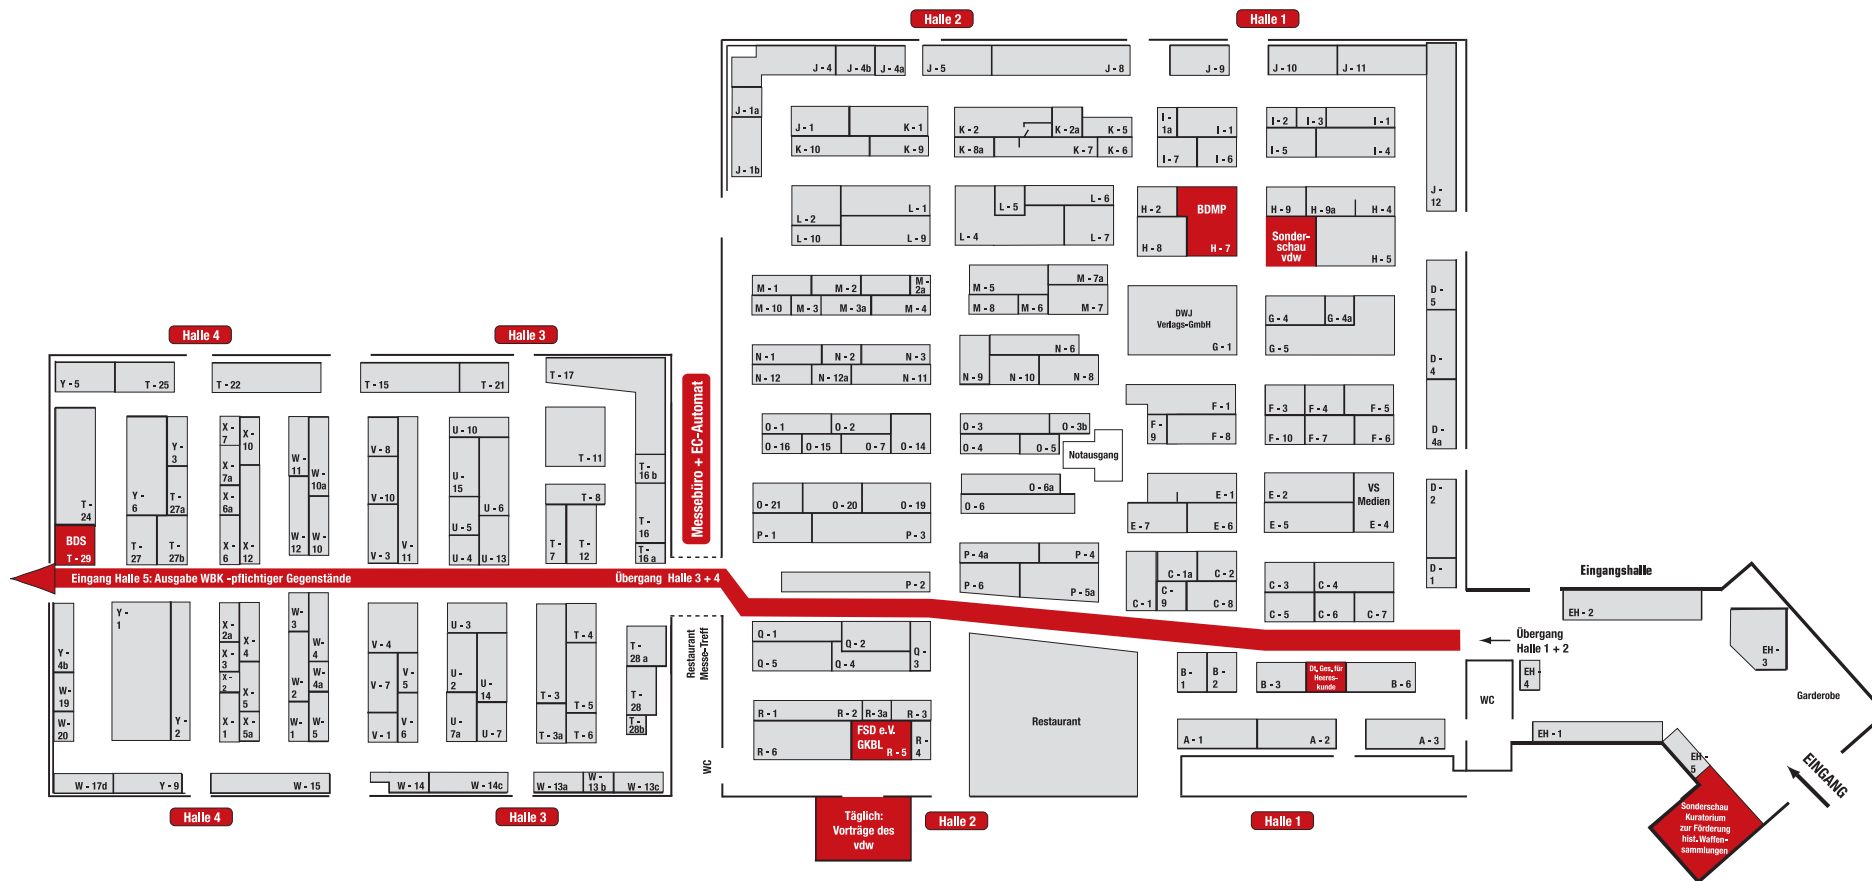 Halle 2
Halle 1
J - 4
J - 4b
J - 4a
J - 5
J - 8
J - 9
J - 10
J - 11
J - 1a
J - 1b
J -
12
J - 1
K - 1
K - 10
K - 9
K - 2
K - 2a
K - 5
K - 8a
K - 7
K - 6
I -
1a
I - 1
I - 7
I - 6
I - 2
I - 3
I - 1
I - 5
I - 4
L - 2
L - 1
L - 10
L - 9
L - 5
L - 6
L - 4
L - 7
H - 2
BDMP
H - 8
H - 7
H - 9
H - 9a
H - 4
Sonder-
schau
vdw
H - 5
M - 1
M - 2
M -
2a
M - 10
M - 3
M - 3a
M - 4
M - 5
M - 7a
M - 8
M - 6
M - 7
DWJ
Verlags-GmbH
G - 1
G - 4
G - 4a
G - 5
D -
5
D -
4
D -
4a
D -
2
D -
1
N - 1
N - 2
N - 3
N - 12
N - 12a
N - 11
N - 6
N - 9
N - 10
N - 8
F - 1
F -
9
F - 8
F - 3
F - 4
F - 5
F - 10
F - 7
F - 6
O - 1
O - 2
O - 16
O - 15
O - 7
O - 14
O - 3
O - 3b
O - 4
O - 5
Notausgang
O - 21
O - 20
O - 19
P - 1
P - 3
O - 6a
O - 6
E - 1
E - 7
E - 6
E - 2
VS
Medien
E - 5
E - 4
P - 2
P - 4a
P - 4
P - 6
P - 5a
C - 1a
C - 2
C - 1
C -
9
C - 8
C - 3
C - 4
C - 5
C - 6
C - 7
Halle 4
Halle 3
Messebüro + EC-Automat
Y - 5
T - 25
T - 22
T - 15
T - 21
T - 17
T -
24
BDS
T - 29
Y -
6
Y -
3
T -
27a
T -
27
T -
27b
X -
7
X -
10
X -
7a
X -
6a
X -
6
X -
12
W -
11
W -
10a
W -
12
W -
10
V - 8
V - 10
V - 3
V -
11
U - 10
U -
15
U - 6
U - 5
U - 4
U - 13
T - 11
T - 8
T -
7
T -
12
T -
16 b
T -
16
T -
16 a
Eingang Halle 5: Ausgabe WBK -pflichtiger Gegenstände
Übergang Halle 3 + 4
Y -
4b
W -
19
W -
20
Y -
1
Y -
2
X -
2a
X -
3
X -
2
X -
1
X -
4
X -
5
X -
5a
W -
3
W -
2
W -
1
W -
4
W -
4a
W -
5
V - 4
V - 7
V -
5
V - 1
V -
6
U - 3
U -
2
U -
14
U -
7a
U - 7
T - 4
T - 3
T - 5
T - 3a
T - 6
T -
28 a
T -
28
T -
28b
Restaurant
Messe-Treff
WC
W - 17d
Y - 9
W - 15
W - 14
W - 14c
W - 13a
W -
13 b
W - 13c
Halle 4
Halle 3
Q - 1
Q - 2
Q -
3
Q - 5
Q - 4
R - 1
R - 2
R - 3a
R - 3
R - 6
FSD e.V.
GKBL
R - 5
R -
4
Täglich:
Vorträge des
vdw
Halle 2
Restaurant
B -
1
B -
2
B - 3
Dt. Ges. für
Heeres-
kunde
B - 6
A - 1
A - 2
A - 3
Halle 1
Übergang
Halle 1 + 2
WC
Eingangshalle
EH - 2
EH -
3
EH -
4
Garderobe
EH - 1
EH -
5
EINGANG
Sonderschau
Kuratorium
zur Förderung
hist. Waffen-
sammlungen